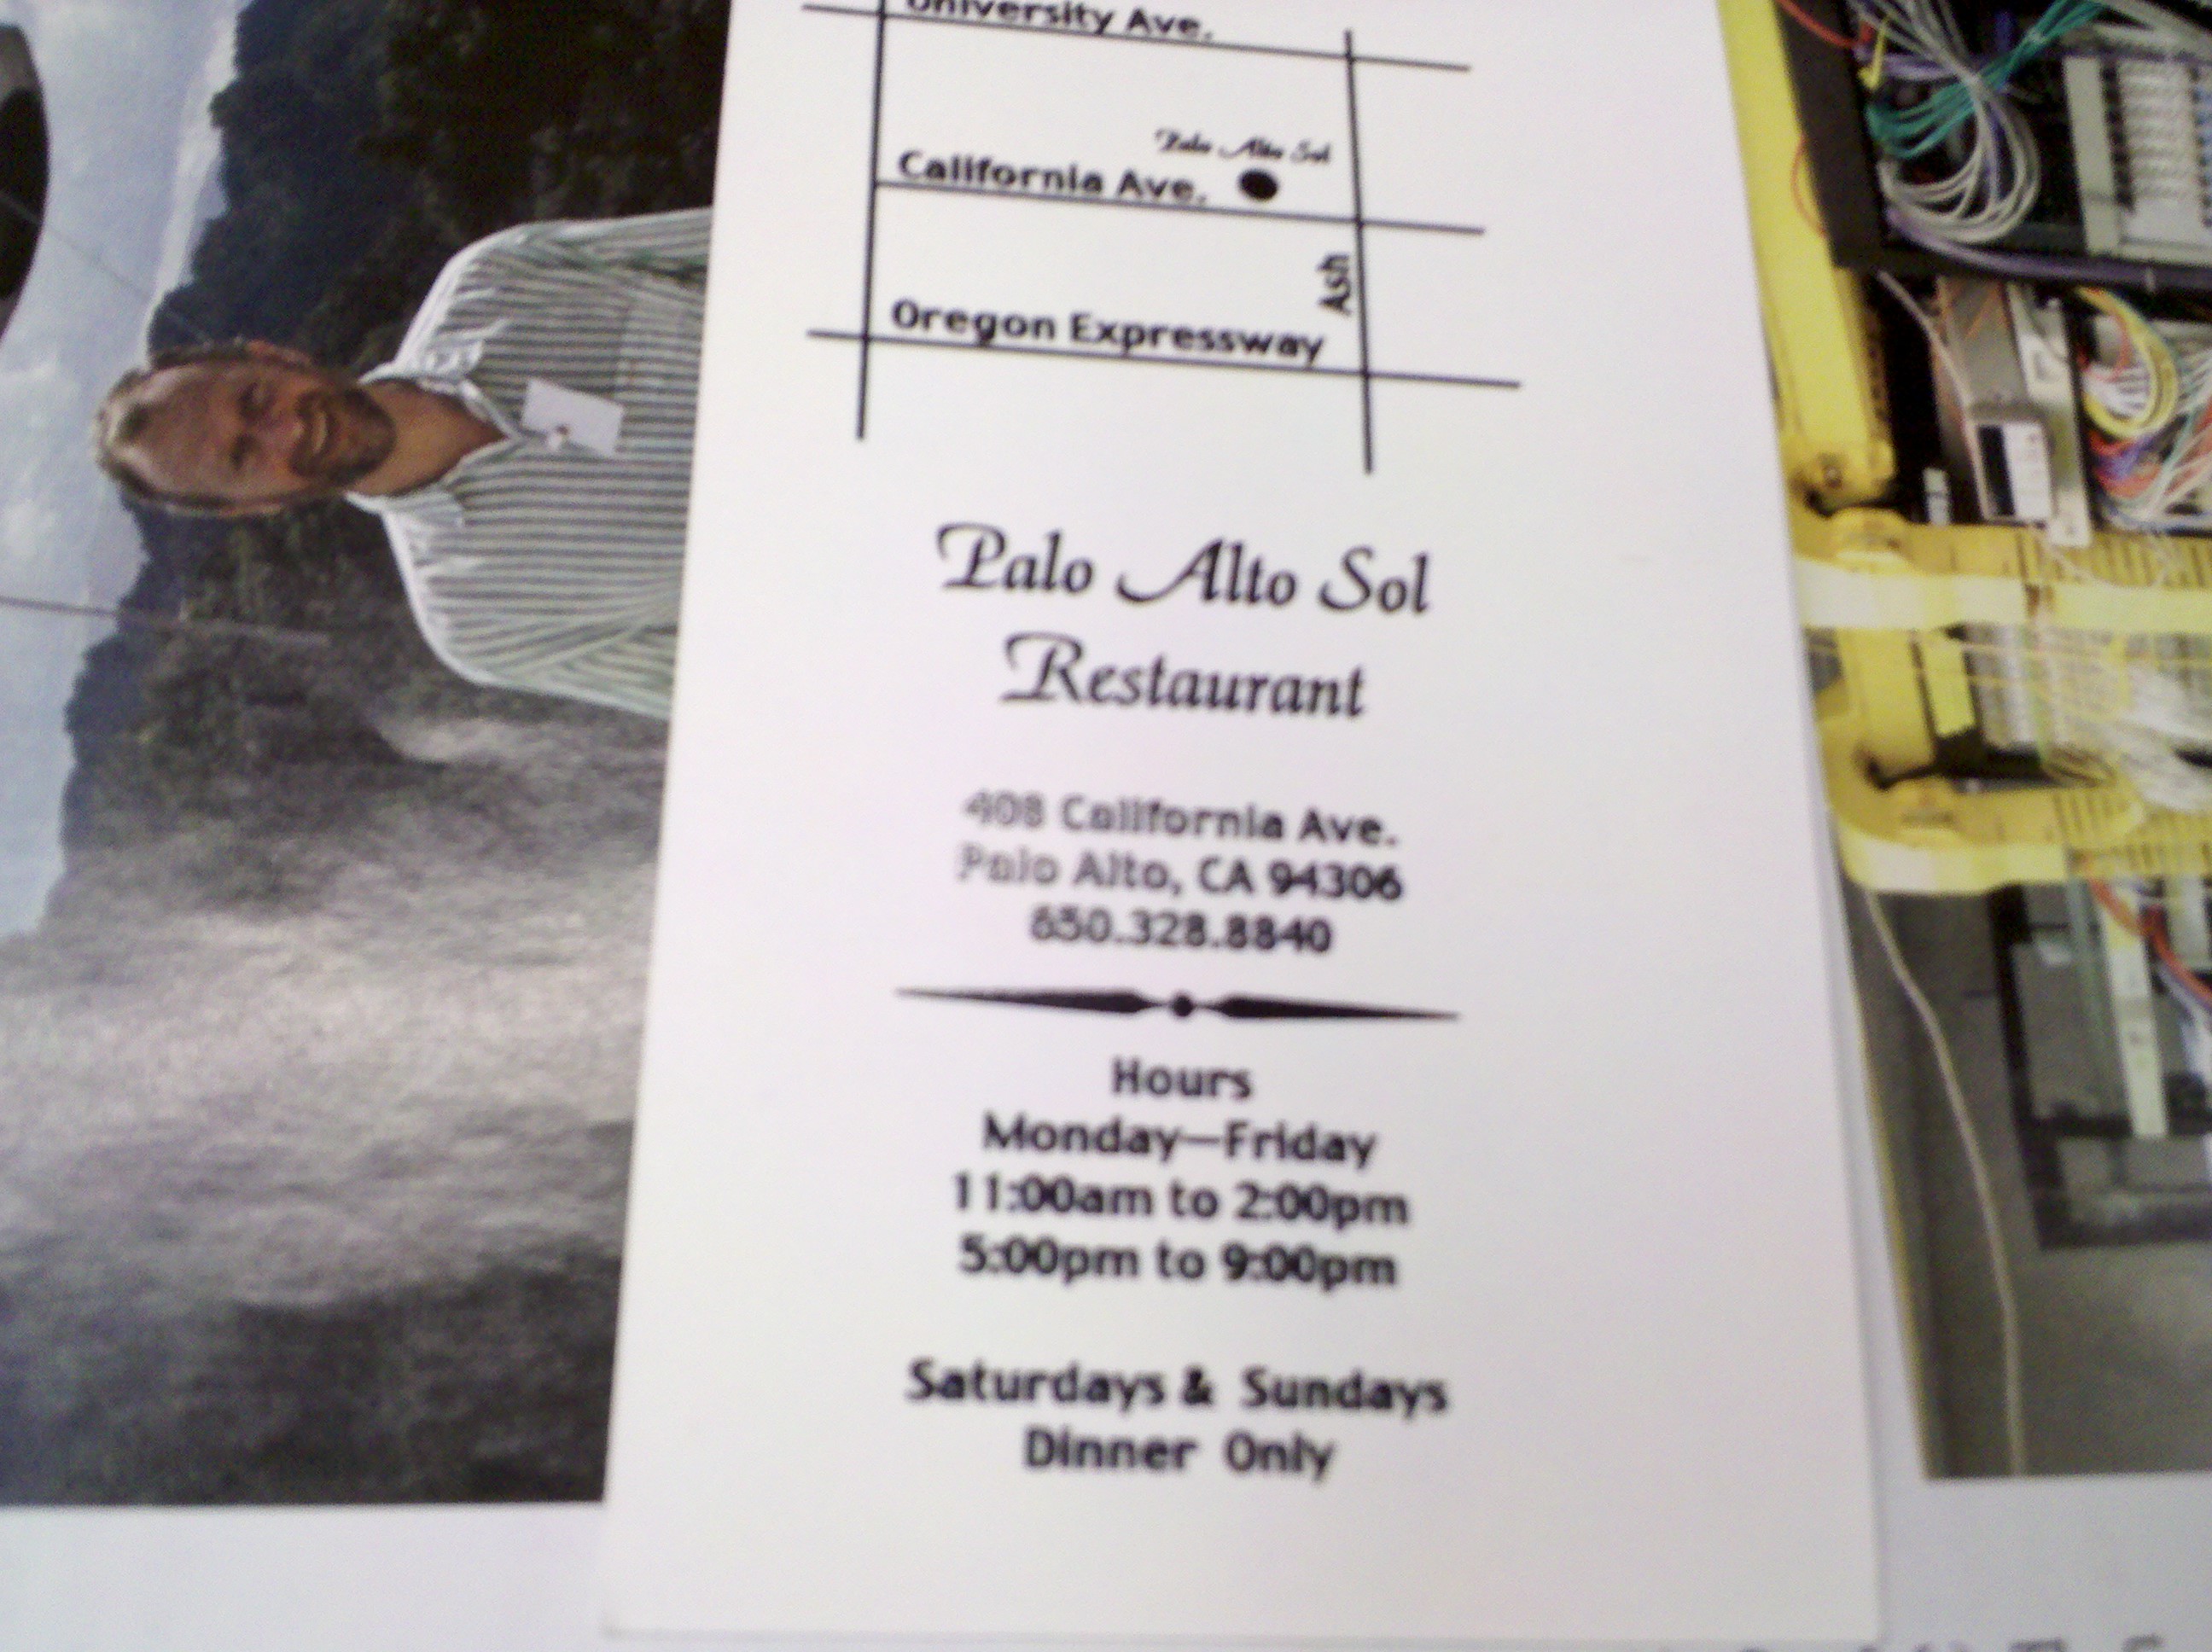 University Ave.
Palo Alto Sol
California Ave.
Ash
Oregon Expressway
Palo Alto Sol
Restaurant
408 California Ave.
Palo Alto, CA 94306
650.328.8840
Hours
Monday—Friday
11:00am to 2:00pm
5:00pm to 9:00pm
Saturdays & Sundays
Dinner Only